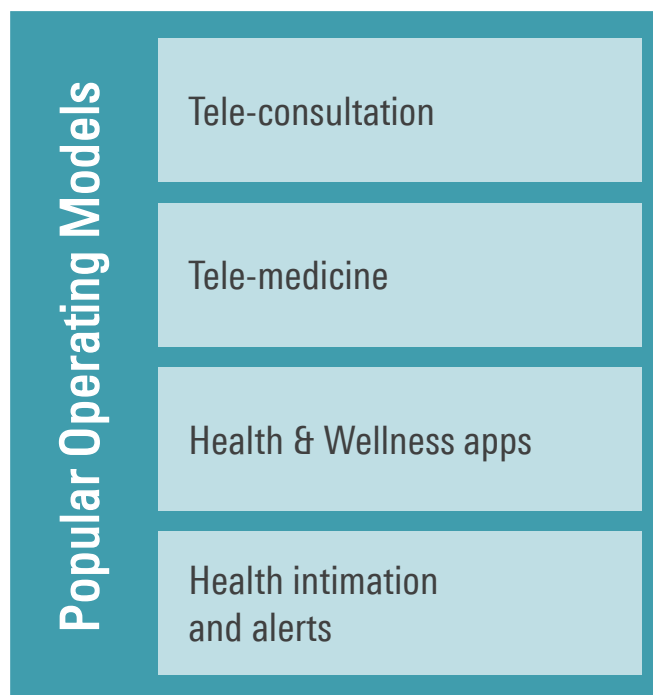 Popular Operating Models
Tele-consultation
Tele-medicine
Health & Wellness apps
Health intimation
and alerts